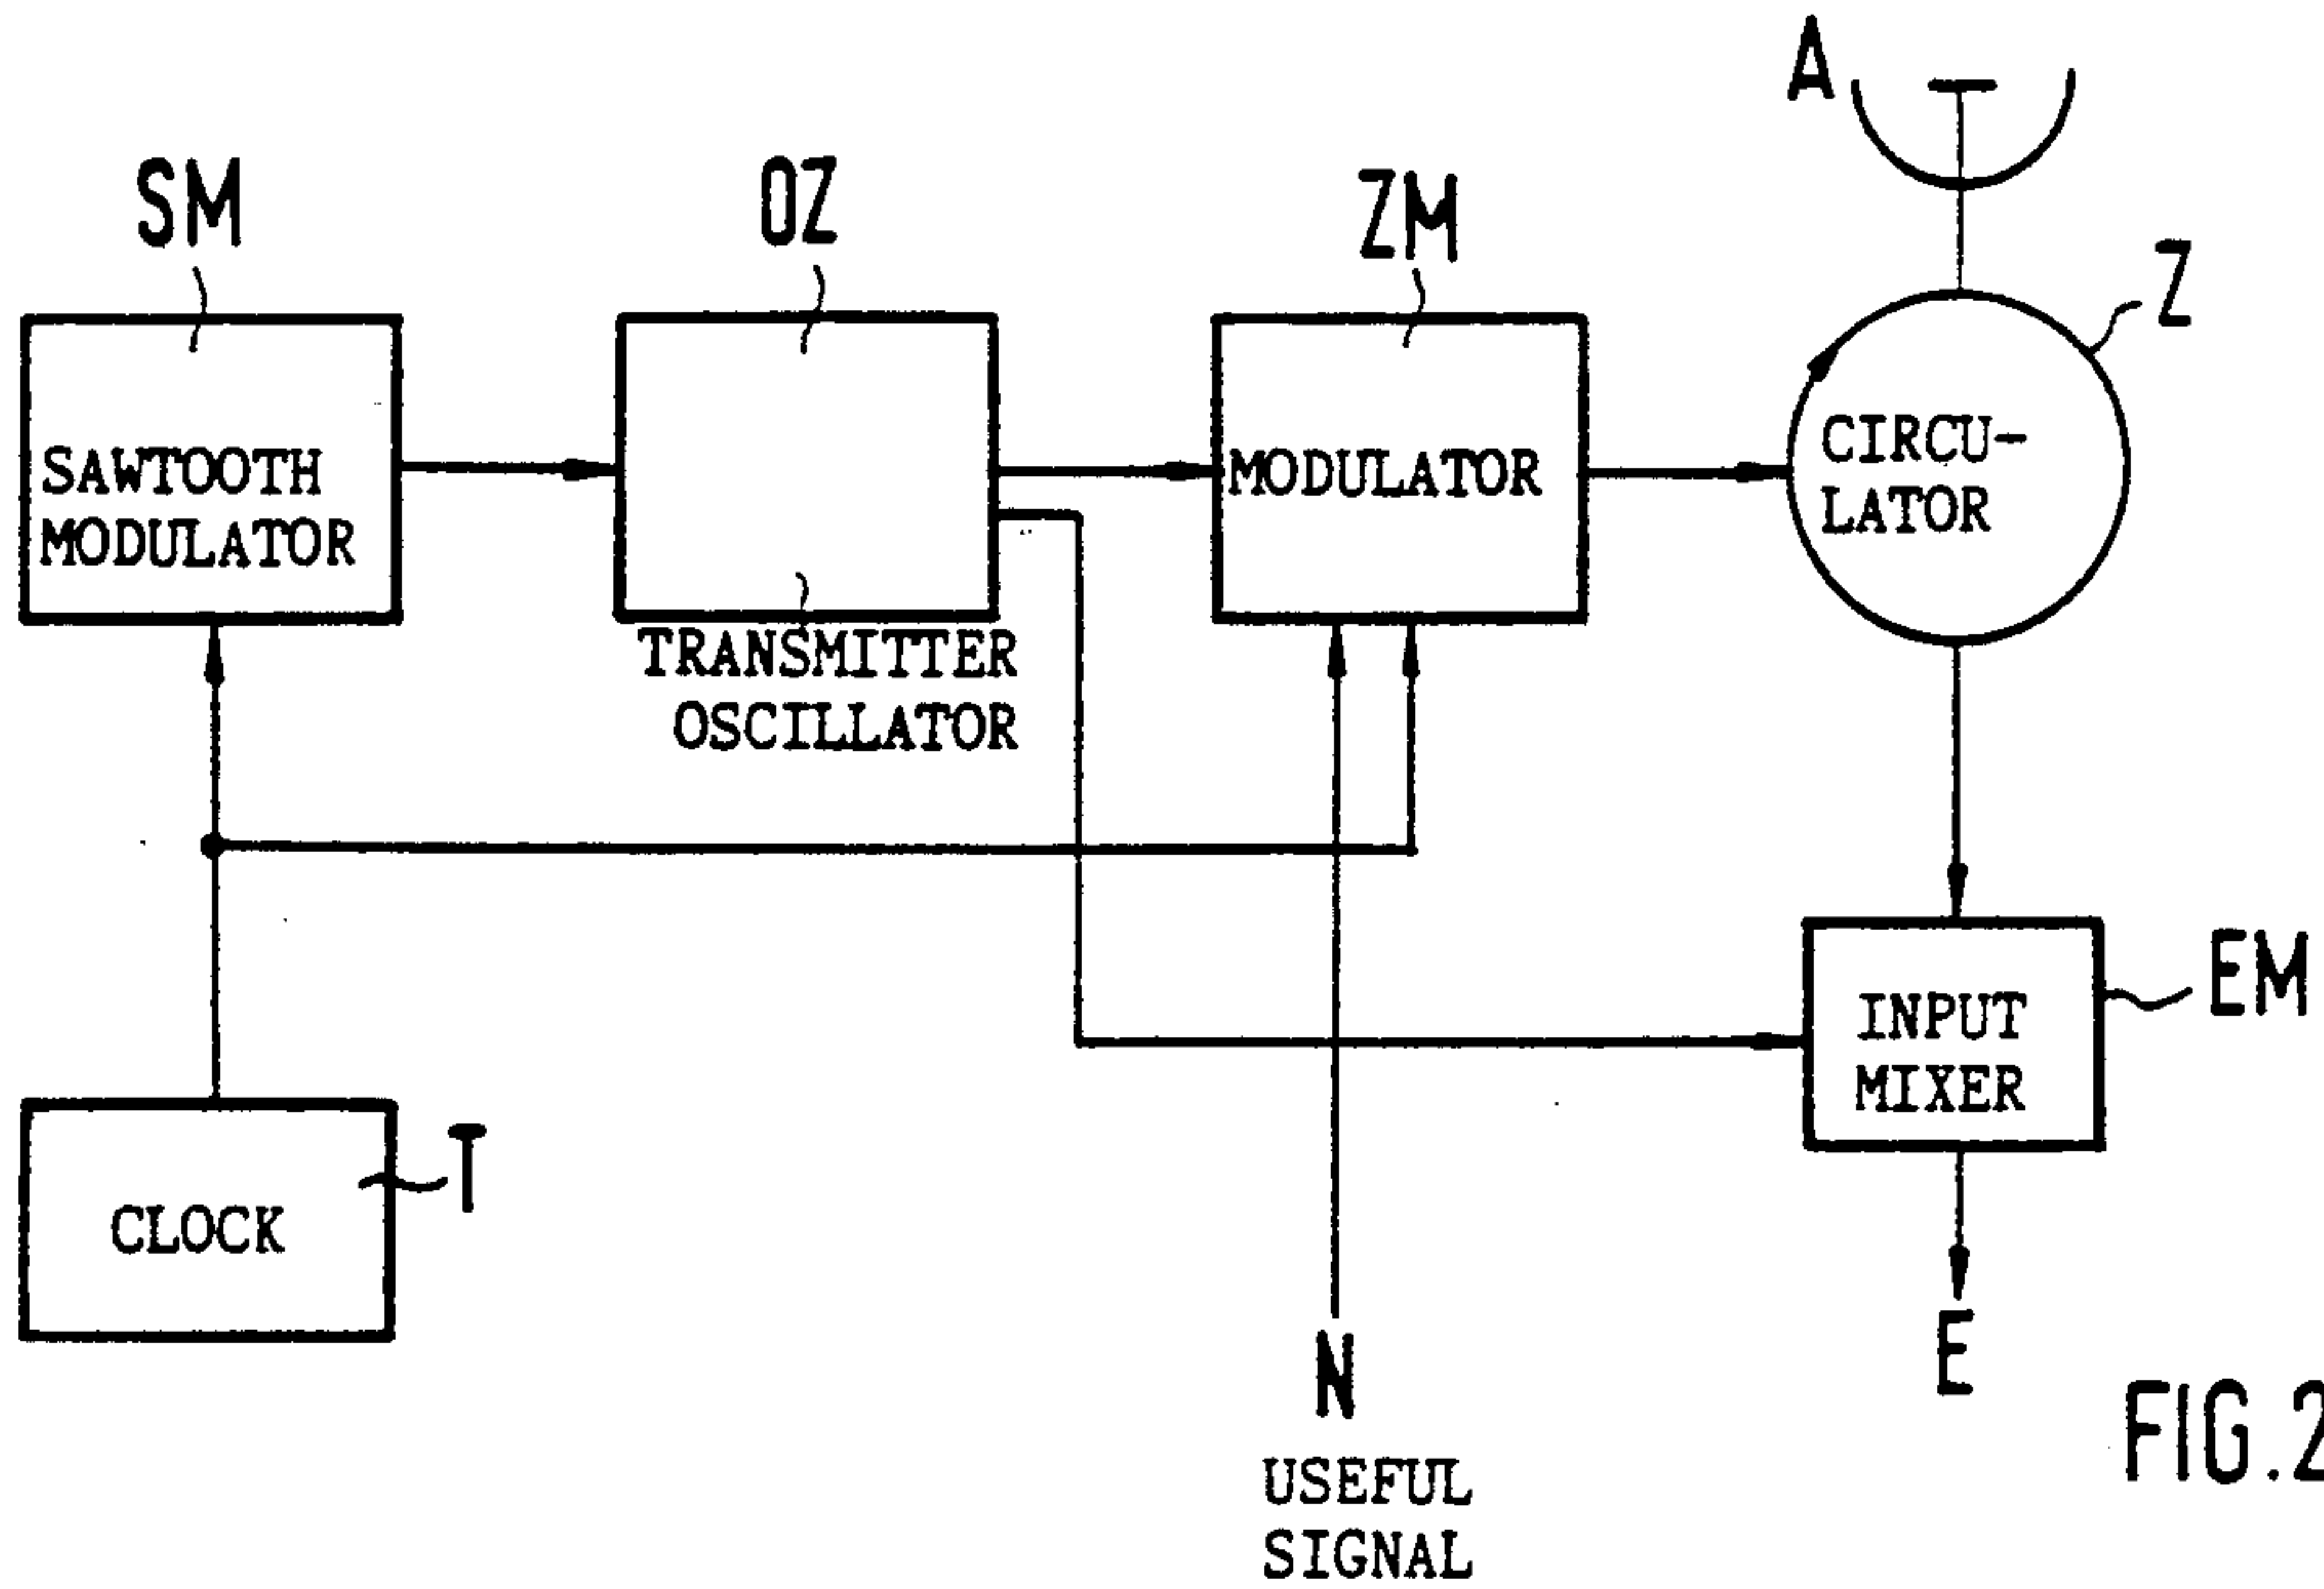 A
SM
OZ
ZM
Z
SAWTOOTH
MODULATOR
MODULATOR
CIRCU-
LATOR
TRANSMITTER
OSCILLATOR
EM
INPUT
MIXER
T
CLOCK
E
N
FIG.2
USEFUL
SIGNAL